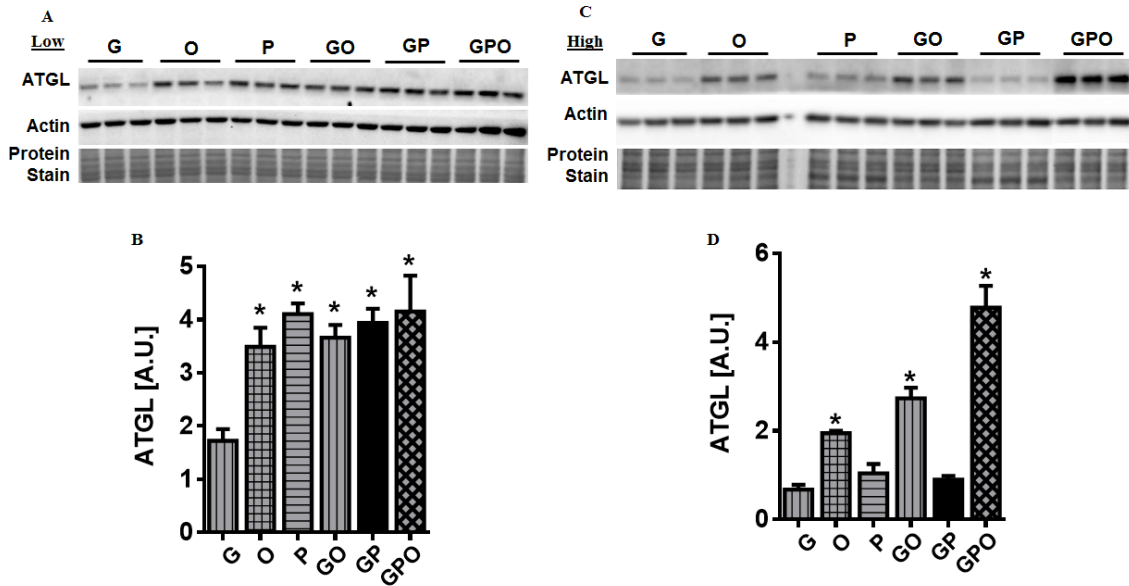 A
Low
G O P GO GP GPO
ATGL
Actin
Protein
Stain
C
High
G O P GO GP GPO
ATGL
Actin
Protein
Stain
B
ATGL [A.U.]
5
4
3
2
1
0
* * * * *
G O P GO GP GPO
D
ATGL [A.U.]
6
4
2
0
* * *
G O P GO GP GPO